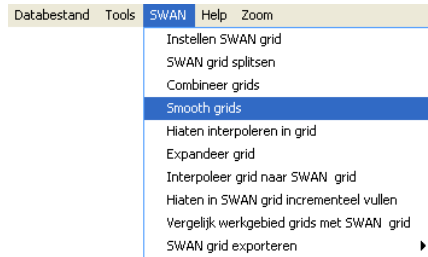 Databestand Tools SWAN Help Zoom
Instellen SWAN grid
SWAN grid splitsen
Combineer grids
Smooth grids
Hiaten interpoleren in grid
Expandeer grid
Interpoleer grid naar SWAN grid
Hiaten in SWAN grid incrementeel vullen
Vergelijk werkgebied grids met SWAN grid
SWAN grid exporteren